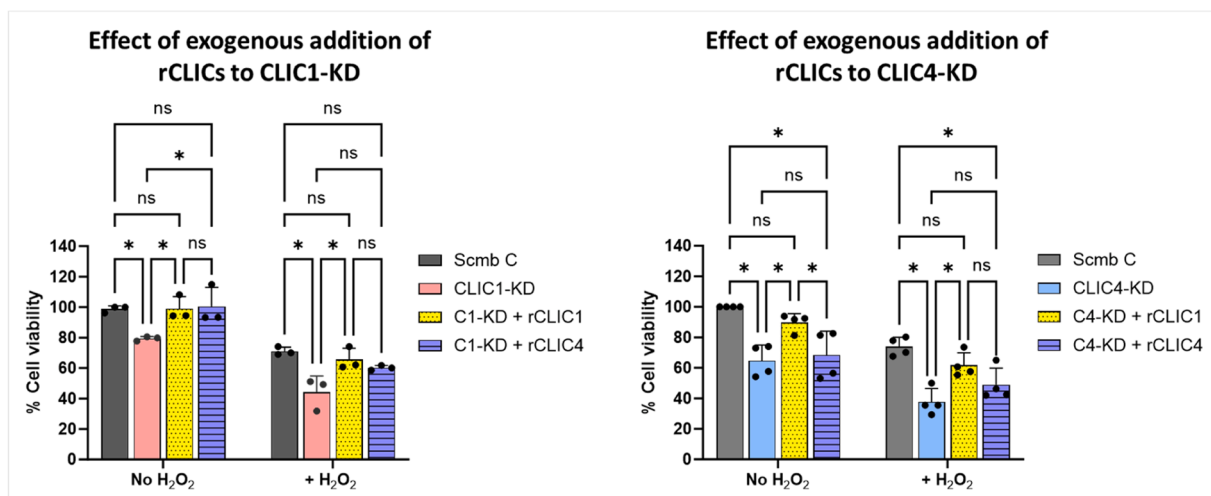 Effect of exogenous addition of
rCLICs to CLIC1-KD
ns
ns
*
ns
ns
ns
*
*
ns
*
*
ns
% Cell viability
140
120
100
80
60
40
20
0
No H₂O₂
+ H₂O₂
Scmb C
CLIC1-KD
C1-KD + rCLIC1
C1-KD + rCLIC4
Effect of exogenous addition of
rCLICs to CLIC4-KD
*
*
ns
ns
ns
ns
*
*
*
*
*
ns
% Cell viability
140
120
100
80
60
40
20
0
No H₂O₂
+ H₂O₂
Scmb C
CLIC4-KD
C4-KD + rCLIC1
C4-KD + rCLIC4